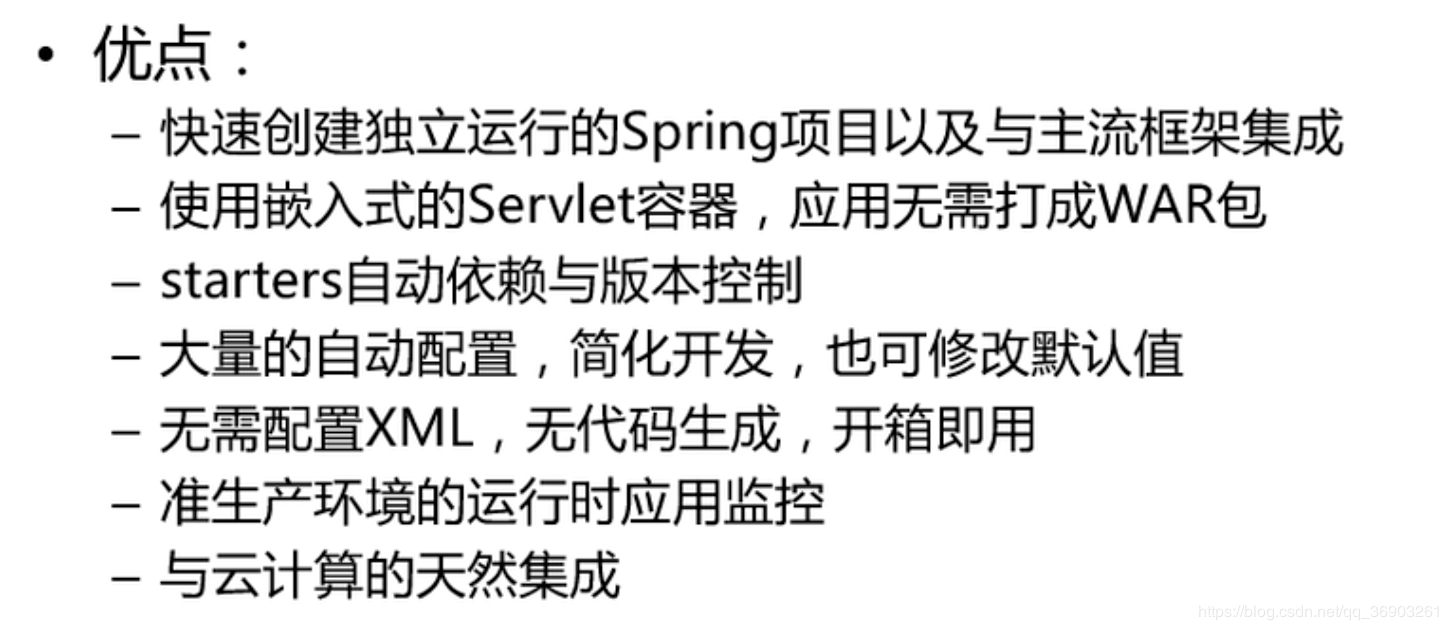 • 优点：
– 快速创建独立运行的Spring项目以及与主流框架集成
– 使用嵌入式的Servlet容器，应用无需打成WAR包
– starters自动依赖与版本控制
– 大量的自动配置，简化开发，也可修改默认值
– 无需配置XML，无代码生成，开箱即用
– 准生产环境的运行时应用监控
– 与云计算的天然集成
https://blog.csdn.net/qq_36903261